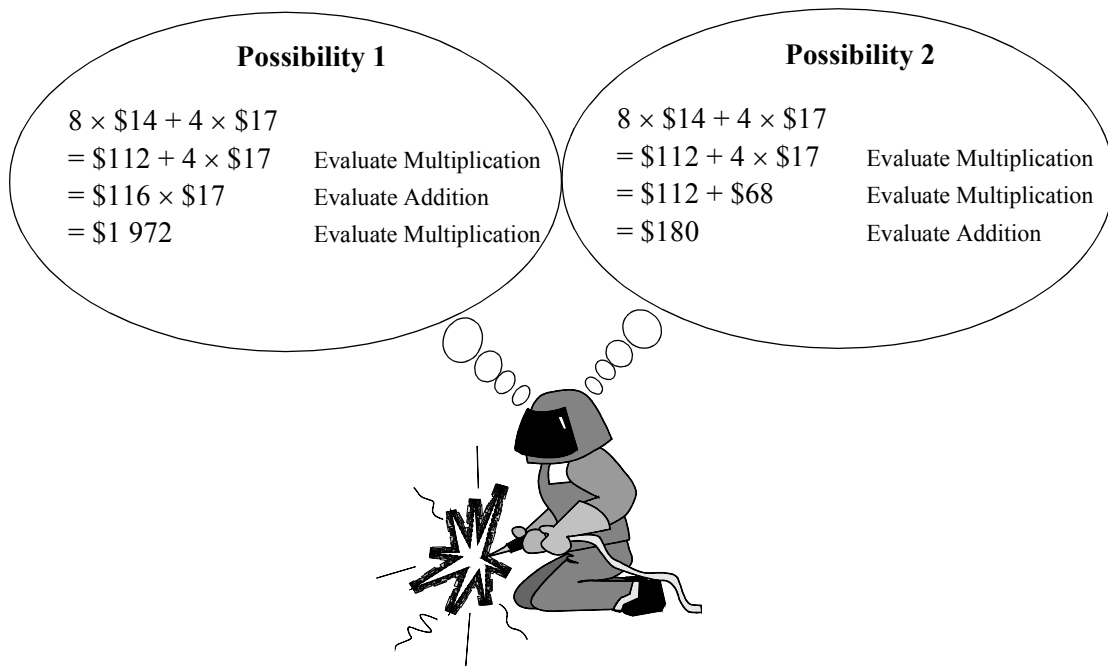 Possibility 1
8 × $14 + 4 × $17
= $112 + 4 × $17 Evaluate Multiplication
= $116 × $17 Evaluate Addition
= $1 972 Evaluate Multiplication
Possibility 2
8 × $14 + 4 × $17
= $112 + 4 × $17 Evaluate Multiplication
= $112 + $68 Evaluate Multiplication
= $180 Evaluate Addition